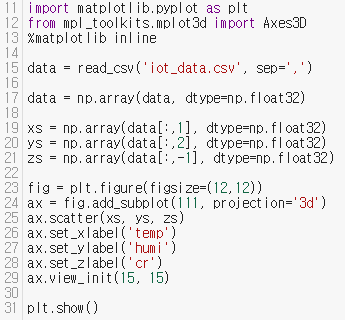 11 import matplotlib.pyplot as plt
12 from mpl_toolkits.mplot3d import Axes3D
13 %matplotlib inline
14
15 data = read_csv('iot_data.csv', sep=',')
16
17 data = np.array(data, dtype=np.float32)
18
19 xs = np.array(data[:,1], dtype=np.float32)
20 ys = np.array(data[:,2], dtype=np.float32)
21 zs = np.array(data[:,-1], dtype=np.float32)
22
23 fig = plt.figure(figsize=(12,12))
24 ax = fig.add_subplot(111, projection='3d')
25 ax.scatter(xs, ys, zs)
26 ax.set_xlabel('temp')
27 ax.set_ylabel('humi')
28 ax.set_zlabel('cr')
29 ax.view_init(15, 15)
30
31 plt.show()